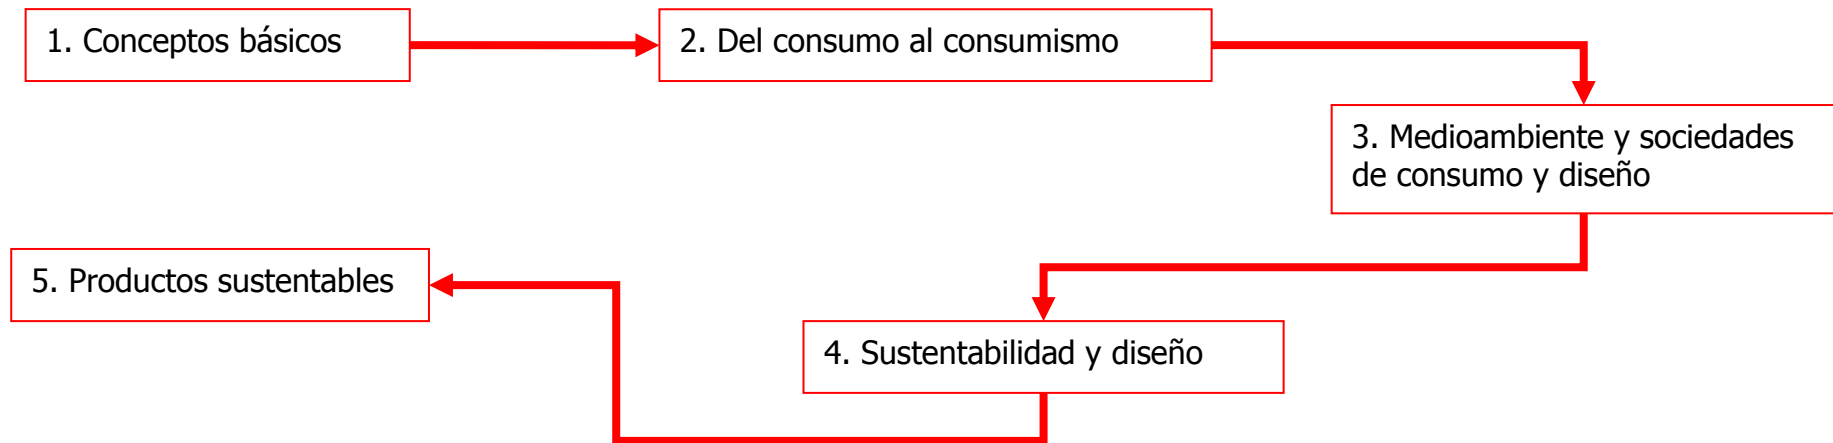 1. Conceptos básicos
2. Del consumo al consumismo
3. Medioambiente y sociedades
de consumo y diseño
4. Sustentabilidad y diseño
5. Productos sustentables